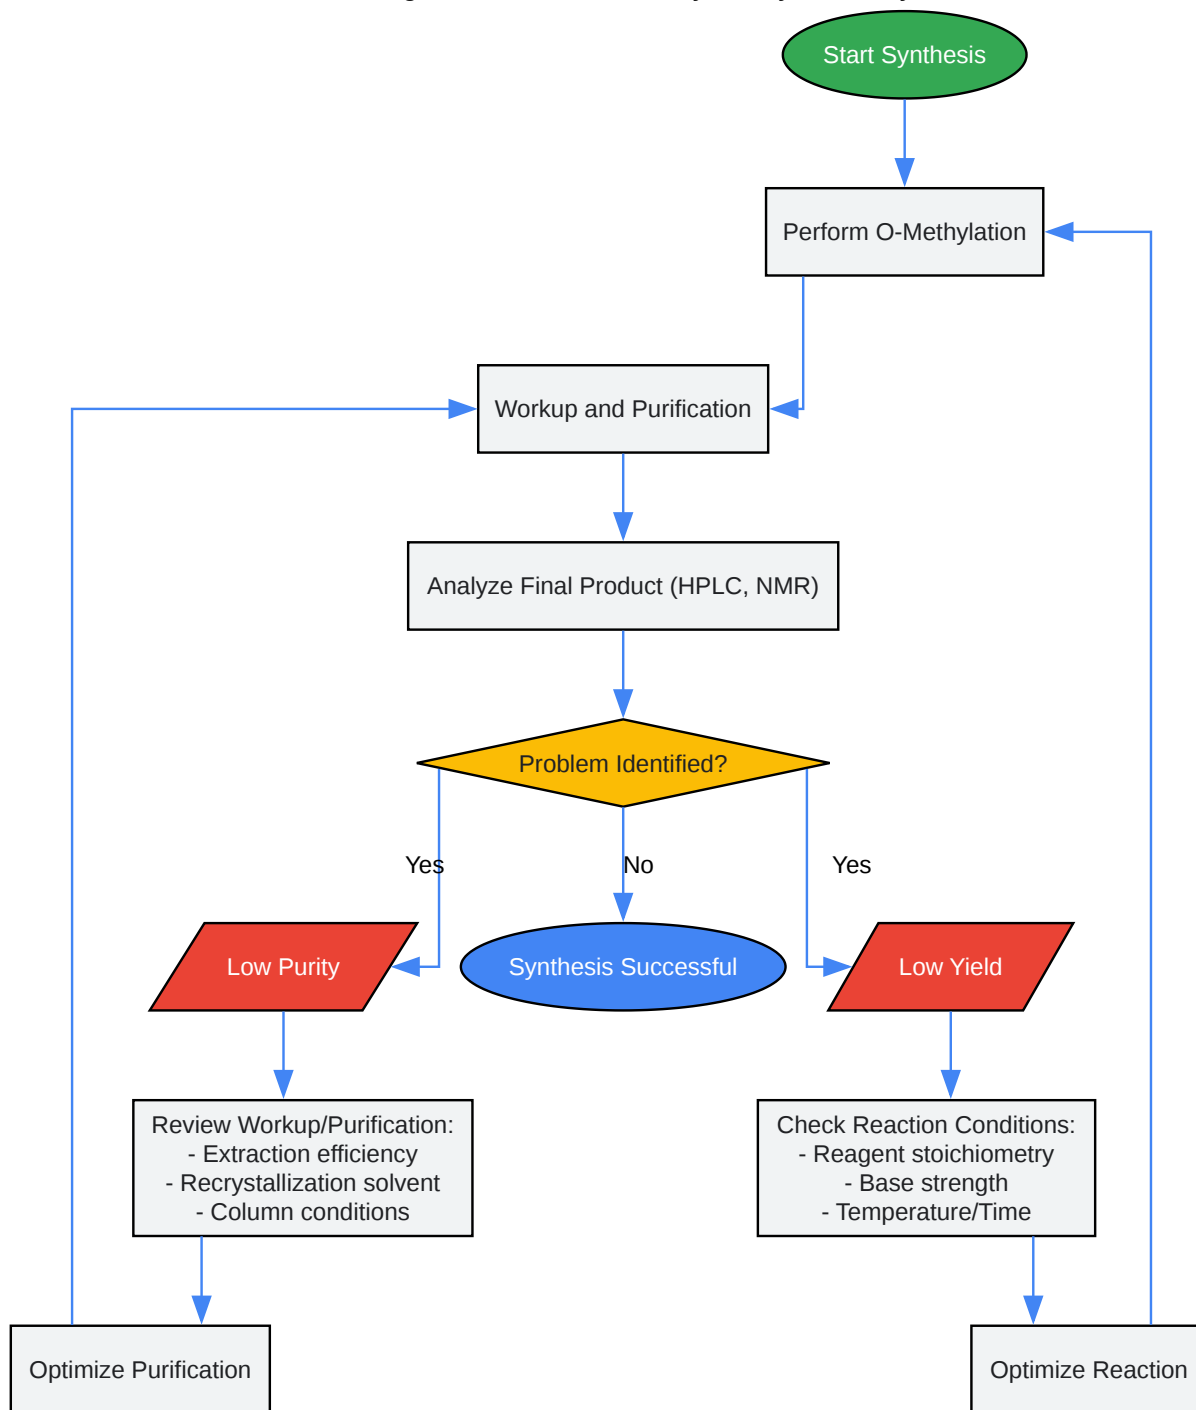 Start Synthesis
Perform O-Methylation
Workup and Purification
Analyze Final Product (HPLC, NMR)
Problem Identified?
Yes
No
Yes
Low Purity
Synthesis Successful
Low Yield
Review Workup/Purification:
- Extraction efficiency
- Recrystallization solvent
- Column conditions
Check Reaction Conditions:
- Reagent stoichiometry
- Base strength
- Temperature/Time
Optimize Purification
Optimize Reaction